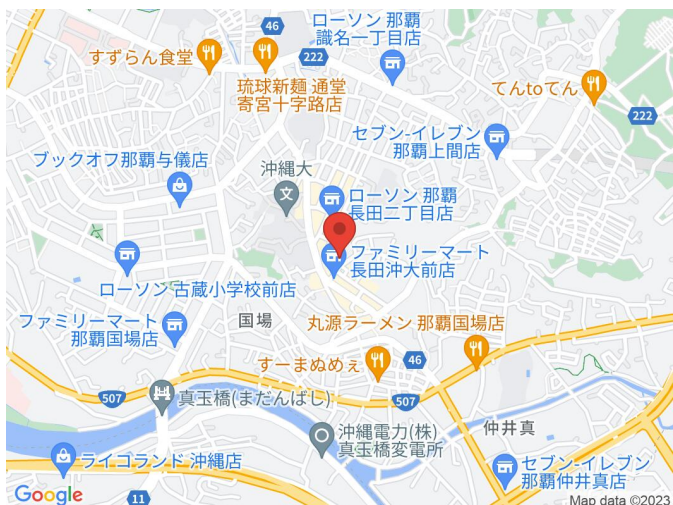 46
ローソン 那覇
識名一丁目店
すずらん食堂
222
琉球新麺 通堂
寄宮十字路店
てんtoてん
222
セブン-イレブン
那覇上間店
ブックオフ那覇与儀店
沖縄大
文
ローソン 那覇
長田二丁目店
ファミリーマート
長田沖大前店
ローソン 古蔵小学校前店
ファミリーマート
那覇国場店
国場
丸源ラーメン 那覇国場店
すーまぬめぇ
46
507
真玉橋(まだんばし)
507
仲井真
沖縄電力(株)
真玉橋変電所
ライコランド 沖縄店
セブン-イレブン
那覇仲井真店
Google
11
Map data ©2023